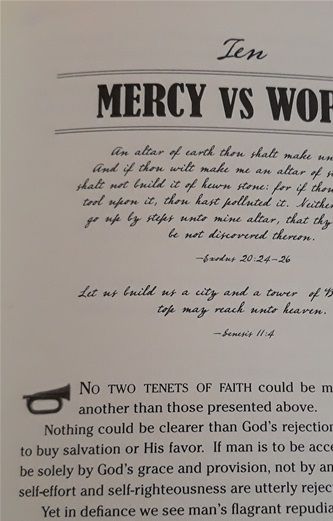 Ten
MERCY VS WOR
An altar of earth thou shalt make un
And if thou wilt make me an altar of s
shalt not build it of hewn stone: for if thou
tool upon it, thou hast polluted it. Neithe
go up by steps unto mine altar, that thy
be not discovered thereon.
—Exodus 20:24-26
Let us build us a city and a tower of
top may reach unto heaven.
—Genesis 11:4
NO TWO TENETS OF FAITH could be m
another than those presented above.
Nothing could be clearer than God's rejection
to buy salvation or His favor. If man is to be acce
be solely by God's grace and provision, not by an
self-effort and self-righteousness are utterly rejec
Yet in defiance we see man's flagrant repudia